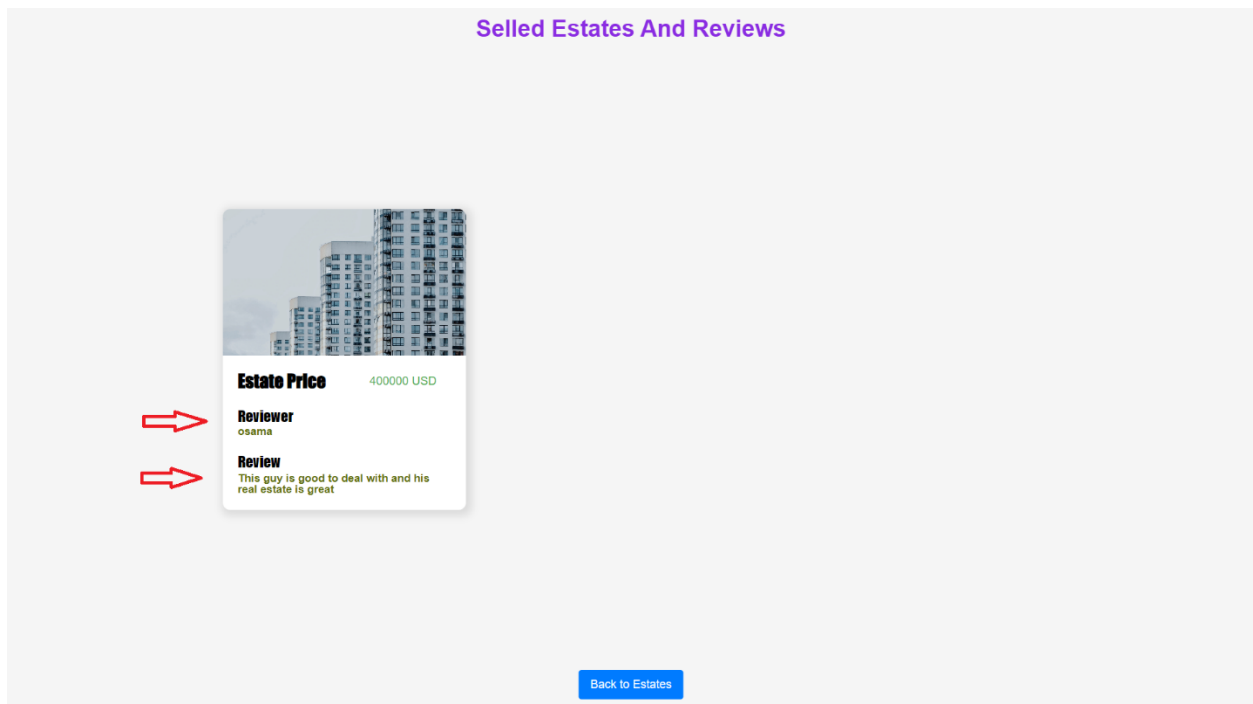 Selled Estates And Reviews
Estate Price 400000 USD
Reviewer
osama
Review
This guy is good to deal with and his
real estate is great
Back to Estates